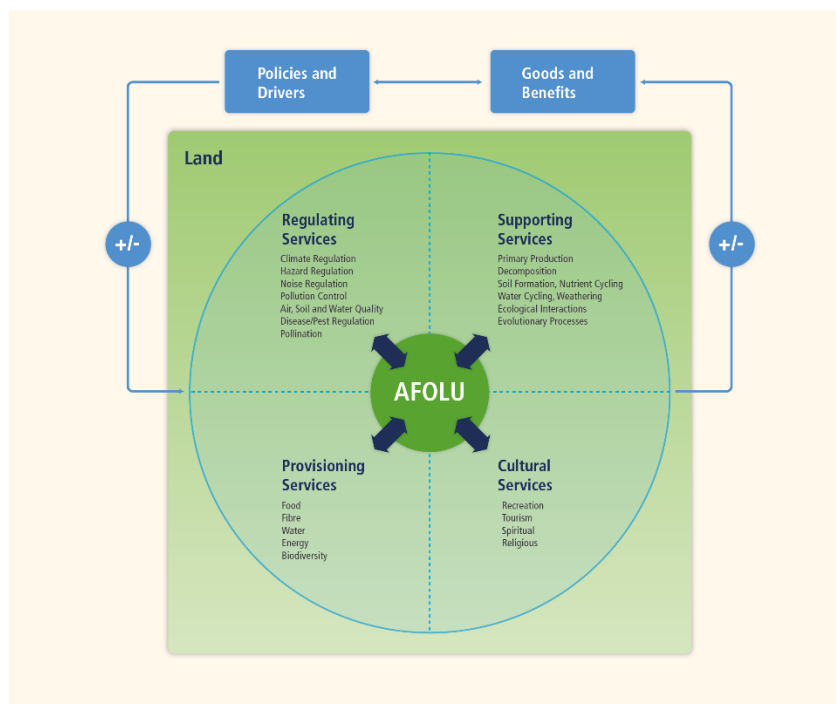 Policies and
Drivers
Goods and
Benefits
Land
+/-
+/-
Regulating
Services
Climate Regulation
Hazard Regulation
Noise Regulation
Pollution Control
Air, Soil and Water Quality
Disease/Pest Regulation
Pollination
Supporting
Services
Primary Production
Decomposition
Soil Formation, Nutrient Cycling
Water Cycling, Weathering
Ecological Interactions
Evolutionary Processes
AFOLU
Provisioning
Services
Food
Fibre
Water
Energy
Biodiversity
Cultural
Services
Recreation
Tourism
Spiritual
Religious